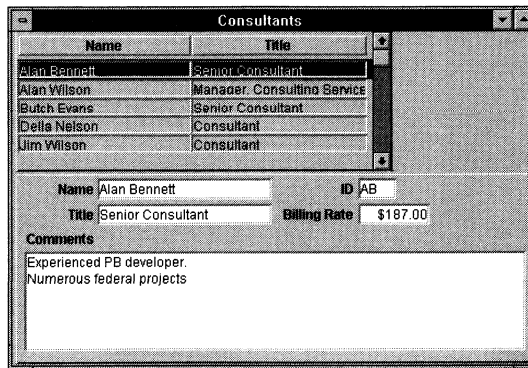 Consultants
Name Title
Alan Bennett Senior Consultant
Alan Wilson Manager, Consulting Service
Butch Evans Senior Consultant
Della Nelson Consultant
Jim Wilson Consultant
Name Alan Bennett ID AB
Title Senior Consultant Billing Rate $187.00
Comments
Experienced PB developer.
Numerous federal projects